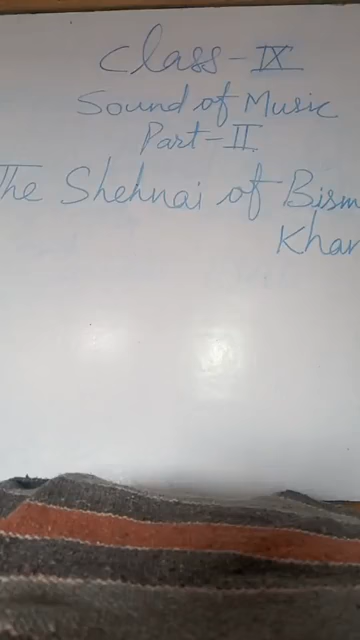 Class-IX
Sound of Music
Part-II
The Shehnai of Bism
Khan